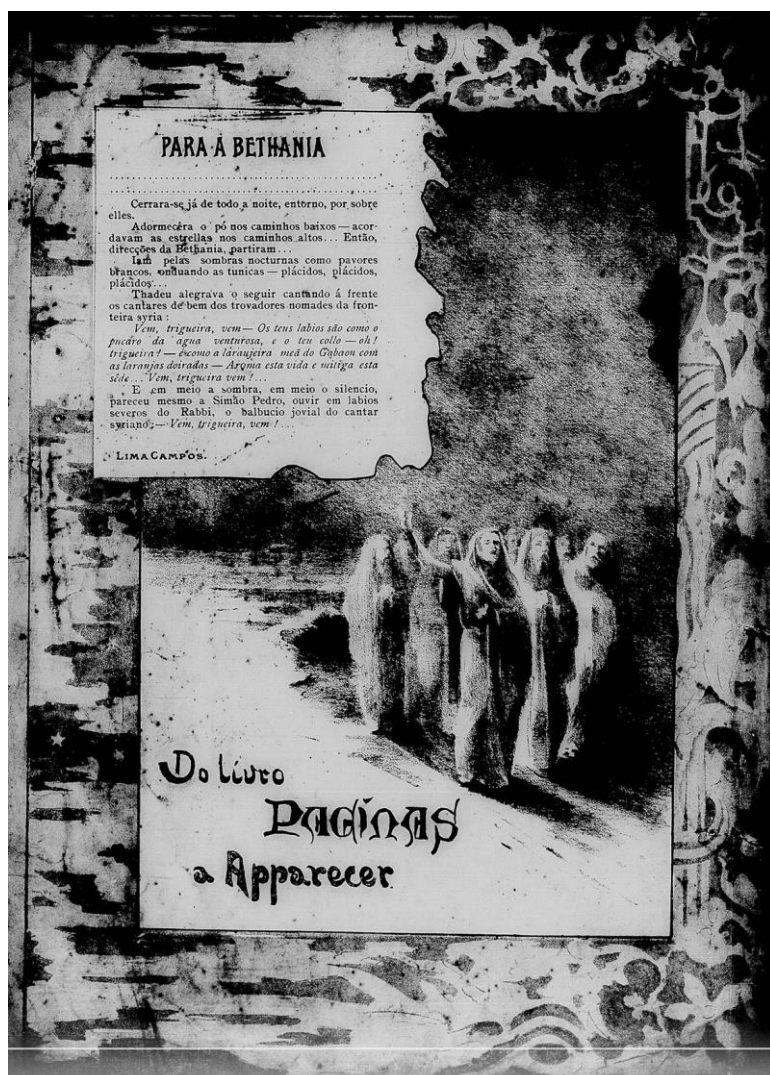 PARA Á BETHANIA
........................................
........................................
Cerrara-se já de todo a noite, entorno, por sobre
elles.
Adormecêra o pó nos caminhos baixos — acor-
davam as estrellas nos caminhos altos... Então,
direcções da Bethania, partiram...
Iam pelas sombras nocturnas como pavores
brancos, onduando as tunicas — plácidos, plácidos,
plácidos...
Thadeu alegrava o seguir cantando á frente
os cantares de bem dos trovadores nomades da fron-
teira syria :
Vem, trigueira, vem — Os teus labios são como o
pucaro da agua venturosa, e o teu collo — oh!
trigueira! — écomo a laraujeira meã do Gabaon com
as laranjas doiradas — Aroma esta vida e mitiga esta
sêde... Vem, trigueira vem !...
E em meio a sombra, em meio o silencio,
pareceu mesmo a Simão Pedro, ouvir em labios
severos do Rabbi, o balbucio jovial do cantar
syriano; — Vem, trigueira, vem !...
LIMA CAMPOS.
Do livro
PAGINAS
a Apparecer